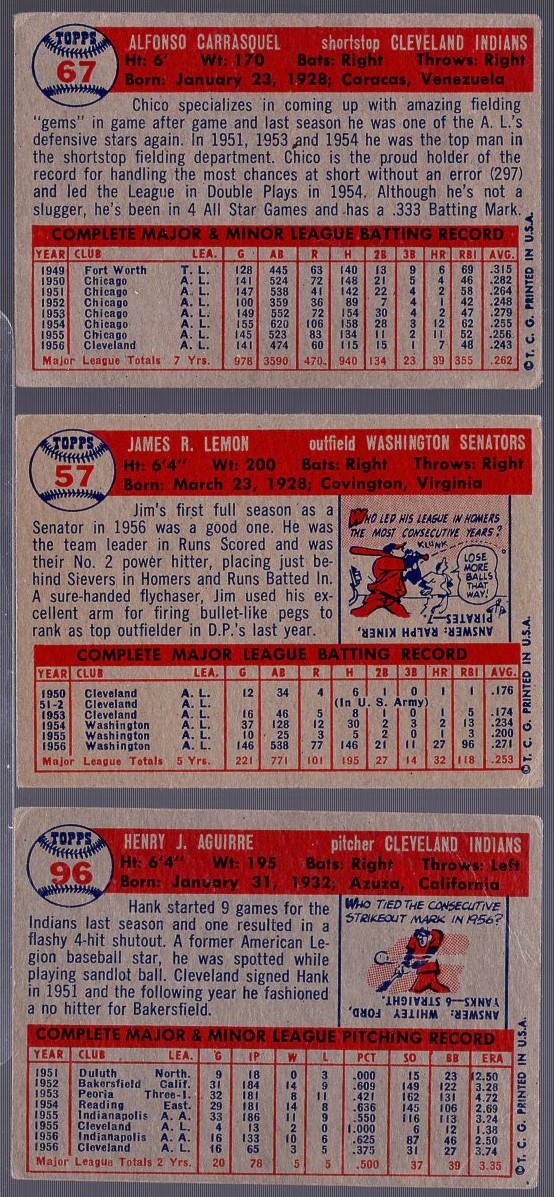 TOPPS
67
ALFONSO CARRASQUEL shortstop CLEVELAND INDIANS
Ht: 6' Wt: 170 Bats: Right Throws: Right
Born: January 23, 1928; Caracas, Venezuela
Chico specializes in coming up with amazing fielding
"gems" in game after game and last season he was one of the A. L.'s
defensive stars again. In 1951, 1953 and 1954 he was the top man in
the shortstop fielding department. Chico is the proud holder of the
record for handling the most chances at short without an error (297)
and led the League in Double Plays in 1954. Although he's not a
slugger, he's been in 4 All Star Games and has a .333 Batting Mark.
COMPLETE MAJOR & MINOR LEAGUE BATTING RECORD
YEAR CLUB LEA. G AB R H 2B 3B HR RBI AVG.
1949 Fort Worth T. L. 128 445 63 140 13 9 6 69 .315
1950 Chicago A. L. 141 524 72 148 21 5 4 46 .282
1951 Chicago A. L. 147 538 41 142 22 4 2 58 .264
1952 Chicago A. L. 100 359 36 89 7 4 1 42 .248
1953 Chicago A. L. 149 552 72 154 30 4 2 47 .279
1954 Chicago A. L. 155 620 106 158 28 3 12 62 .255
1955 Chicago A. L. 145 523 83 134 11 2 11 52 .256
1956 Cleveland A. L. 141 474 60 115 15 1 7 48 .243
Major League Totals 7 Yrs. 978 3590 470 940 134 23 39 355 .262
©T. C. G. PRINTED IN U.S.A.
TOPPS
57
JAMES R. LEMON outfield WASHINGTON SENATORS
Ht: 6'4" Wt: 200 Bats: Right Throws: Right
Born: March 23, 1928; Covington, Virginia
Jim's first full season as a
Senator in 1956 was a good one. He was
the team leader in Runs Scored and was
their No. 2 power hitter, placing just be-
hind Sievers in Homers and Runs Batted In.
A sure-handed flychaser, Jim used his ex-
cellent arm for firing bullet-like pegs to
rank as top outfielder in D.P.'s last year.
WHO LED HIS LEAGUE IN HOMERS
THE MOST CONSECUTIVE YEARS?
KLUNK
LOSE
MORE
BALLS
THAT
WAY!
ANSWER: RALPH KINER,
PIRATES—7.
COMPLETE MAJOR LEAGUE BATTING RECORD
YEAR CLUB LEA. G AB R H 2B 3B HR RBI AVG.
1950 Cleveland A. L. 12 34 4 6 1 0 1 1 .176
51-2 Cleveland A. L. (In U. S. Army)
1953 Cleveland A. L. 16 46 5 8 1 0 1 5 .174
1954 Washington A. L. 37 128 12 30 2 3 2 13 .234
1955 Washington A. L. 10 25 3 5 2 0 1 3 .200
1956 Washington A. L. 146 538 77 146 21 11 27 96 .271
Major League Totals 5 Yrs. 221 771 101 195 27 14 32 118 .253
©T. C. G. PRINTED IN U.S.A.
TOPPS
96
HENRY J. AGUIRRE pitcher CLEVELAND INDIANS
Ht: 6'4" Wt: 195 Bats: Right Throws: Left
Born: January 31, 1932; Azuza, California
Hank started 9 games for the
Indians last season and one resulted in a
flashy 4-hit shutout. A former American Le-
gion baseball star, he was spotted while
playing sandlot ball. Cleveland signed Hank
in 1951 and the following year he fashioned
a no hitter for Bakersfield.
WHO TIED THE CONSECUTIVE
STRIKEOUT MARK IN 1956?
ANSWER: WHITEY FORD,
YANKS—6 STRAIGHT.
COMPLETE MAJOR & MINOR LEAGUE PITCHING RECORD
YEAR CLUB LEA. G IP W L PCT SO BB ERA
1951 Duluth North. 9 18 0 3 .000 15 23 12.50
1952 Bakersfield Calif. 31 184 14 9 .609 149 122 3.28
1953 Peoria Three-I. 32 181 8 11 .421 162 131 4.72
1954 Reading East. 29 181 14 8 .636 145 106 2.69
1955 Indianapolis A. A. 33 186 11 9 .550 116 113 3.24
1955 Cleveland A. L. 4 13 2 0 1.000 6 12 1.38
1956 Indianapolis A. A. 16 133 10 6 .625 87 46 2.50
1956 Cleveland A. L. 16 65 3 5 .375 31 27 3.74
Major League Totals 2 Yrs. 20 78 5 5 .500 37 39 3.35
©T. C. G. PRINTED IN U.S.A.